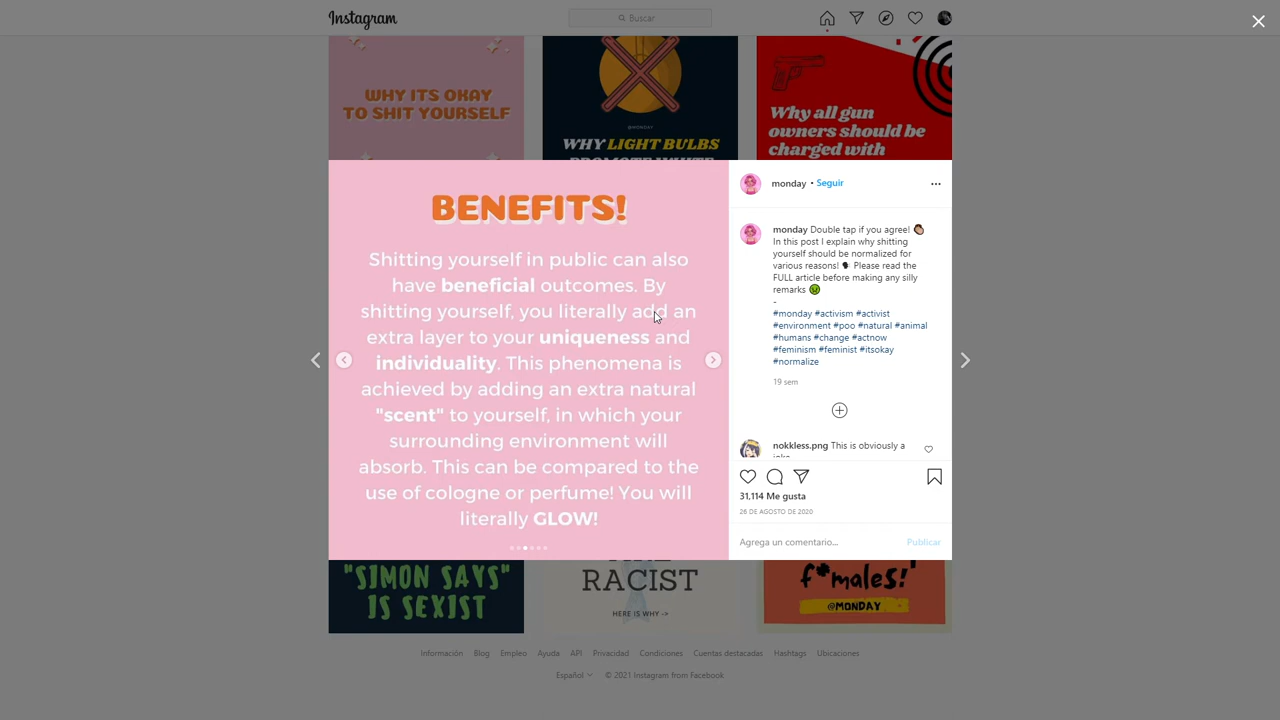 Instagram
Buscar
WHY ITS OKAY
TO SHIT YOURSELF
@MONDAY
WHY LIGHT BULBS
Why all gun
owners should be
charged with
BENEFITS!
Shitting yourself in public can also
have beneficial outcomes. By
shitting yourself, you literally add an
extra layer to your uniqueness and
individuality. This phenomena is
achieved by adding an extra natural
"scent" to yourself, in which your
surrounding environment will
absorb. This can be compared to the
use of cologne or perfume! You will
literally GLOW!
monday • Seguir
monday Double tap if you agree!
In this post I explain why shitting
yourself should be normalized for
various reasons! Please read the
FULL article before making any silly
remarks
-
#monday #activism #activist
#environment #poo #natural #animal
#humans #change #actnow
#feminism #feminist #itsokay
#normalize
19 sem
nokkless.png This is obviously a
31,114 Me gusta
26 DE AGOSTO DE 2020
Agrega un comentario...
Publicar
"SIMON SAYS"
IS SEXIST
RACIST
HERE IS WHY ->
f*males!"
@MONDAY
Información Blog Empleo Ayuda API Privacidad Condiciones Cuentas destacadas Hashtags Ubicaciones
Español © 2021 Instagram from Facebook